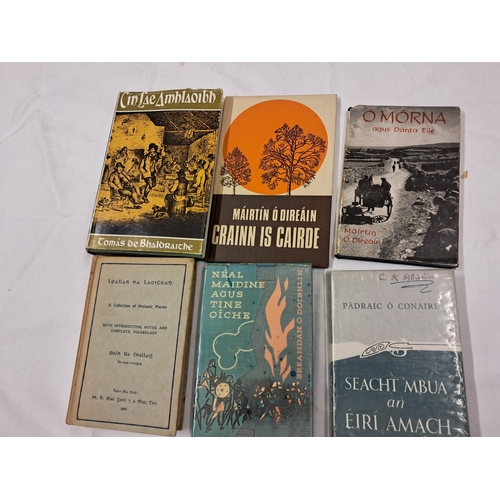 Cín Lae Amhlaoibh
Tomás de Bhaldraithe
MÁIRTÍN Ó DIREÁIN
CRAINN IS CAIRDE
Ó MÓRNA
agus Dánta Eile
Máirtín
Ó Direáin
A Collection of Ossianic Poems
WITH INTRODUCTION, NOTES AND
COMPLETE VOCABULARY
NÉAL
MAIDINE
AGUS
TINE
OÍCHE
BREANDÁN Ó DOIBHLIN
PÁDRAIC Ó CONAIRE
SEACHT MBUA
an
ÉIRÍ AMACH